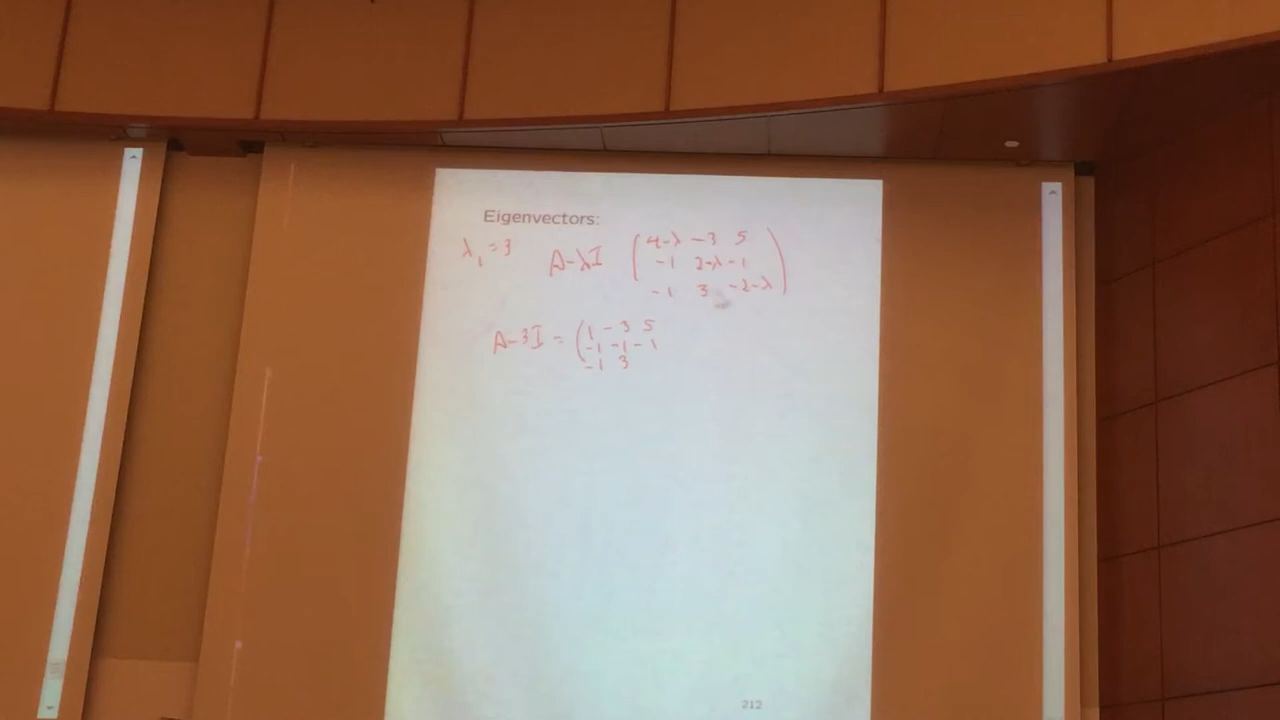 Eigenvectors:
λ₁ = 3 A-λI (4-λ -3 5
-1 2-λ -1
-1 3 -2-λ)
A-3I = (1 -3 5
-1 -1 -1
-1 3
212